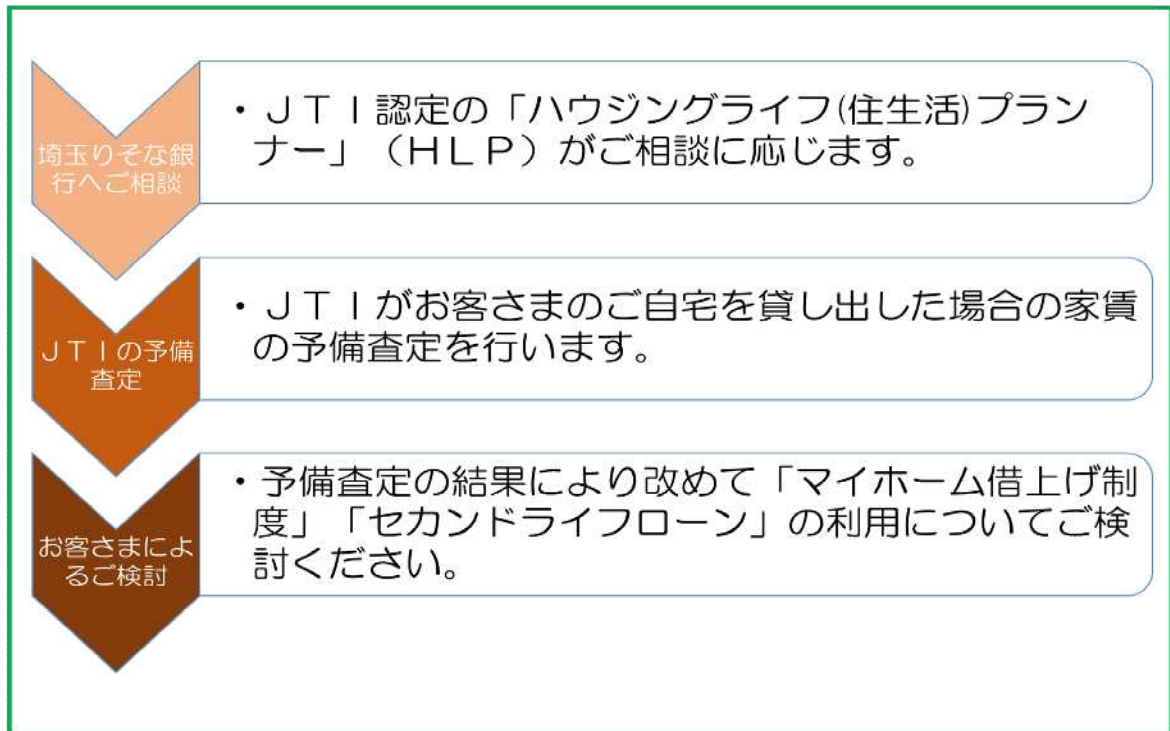 埼玉りそな銀
行へご相談
・ＪＴＩ認定の「ハウジングライフ(住生活)プラン
ナー」（ＨＬＰ）がご相談に応じます。
ＪＴＩの予備
査定
・ＪＴＩがお客さまのご自宅を貸し出した場合の家賃
の予備査定を行います。
お客さまによ
るご検討
・予備査定の結果により改めて「マイホーム借上げ制
度」「セカンドライフローン」の利用についてご検
討ください。